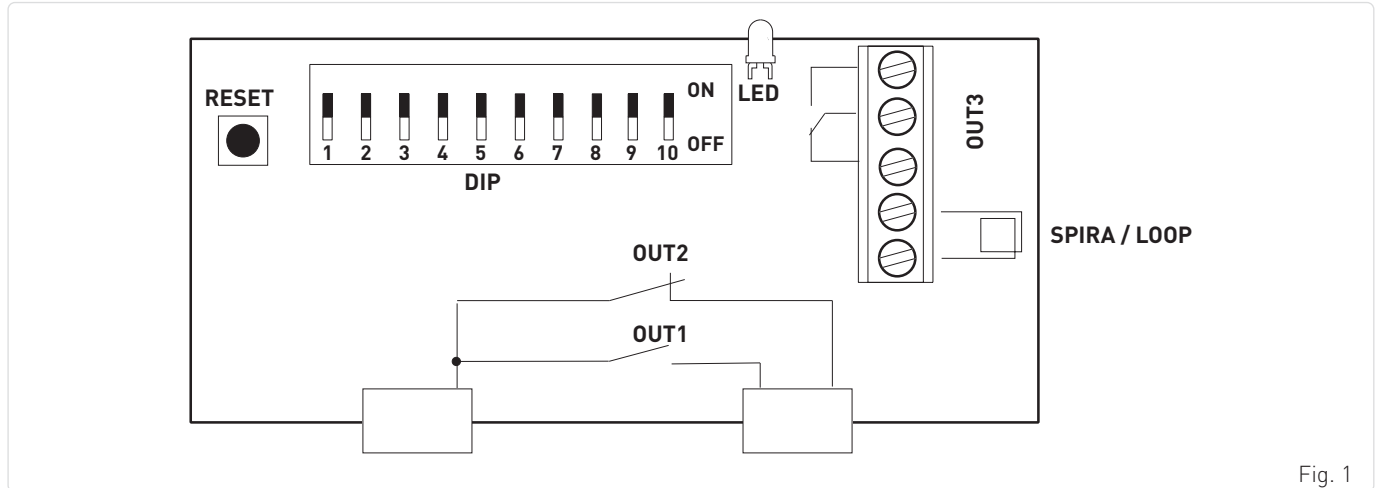 RESET
ON
OFF
1 2 3 4 5 6 7 8 9 10
DIP
LED
OUT3
SPIRA / LOOP
OUT2
OUT1
Fig. 1